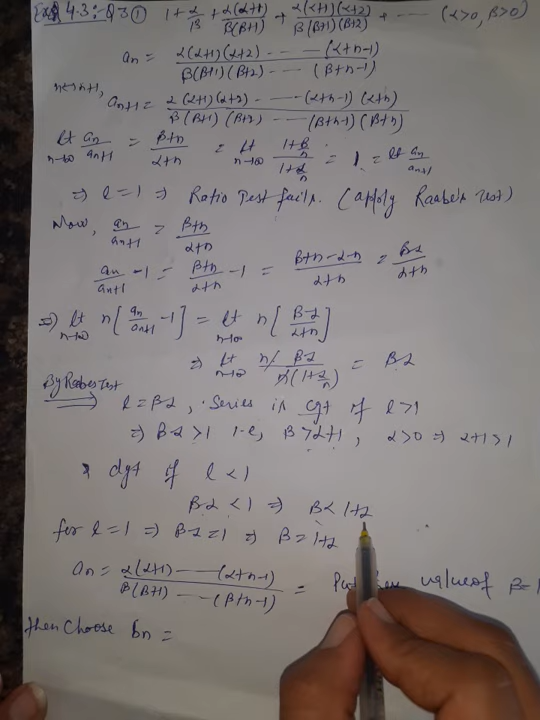 4.3:- Q3① 1 + α/β + α(α+1)/β(β+1) + α(α+1)(α+2)/β(β+1)(β+2) + ----- (α>0, β>0)
an = α(α+1)(α+2) ----- (α+n-1) / β(β+1)(β+2) ---- (β+n-1)
n→n+1, an+1 = α(α+1)(α+2) ----- (α+n-1)(α+n) / β(β+1)(β+2) ---- (β+n-1)(β+n)
lt n→∞ an/an+1 = β+n/α+n = lt n→∞ 1+β/n / 1+α/n = 1 = lt an/an+1
⇒ l=1 ⇒ Ratio Test fails. (apply Raabe's Test)
Now, an/an+1 = β+n/α+n
an/an+1 -1 = β+n/α+n -1 = β+n-α-n/α+n = β-α/α+n
⇒ lt n→∞ n[an/an+1 -1] = lt n→∞ n[β-α/α+n]
⇒ lt n→∞ n(β-α)/n(1+α/n) = β-α
By Raabes Test ⇒ l=β-α, Series is cgt if l>1
⇒ β-α>1 i-e, β>α+1, α>0 ⇒ α+1>1
dgt if l<1
β-α<1 ⇒ β<1+α
for l=1 ⇒ β-α=1 ⇒ β=1+α
an = α(α+1) ---- (α+n-1) / β(β+1) ---- (β+n-1) = Put value of β=
then choose bn =